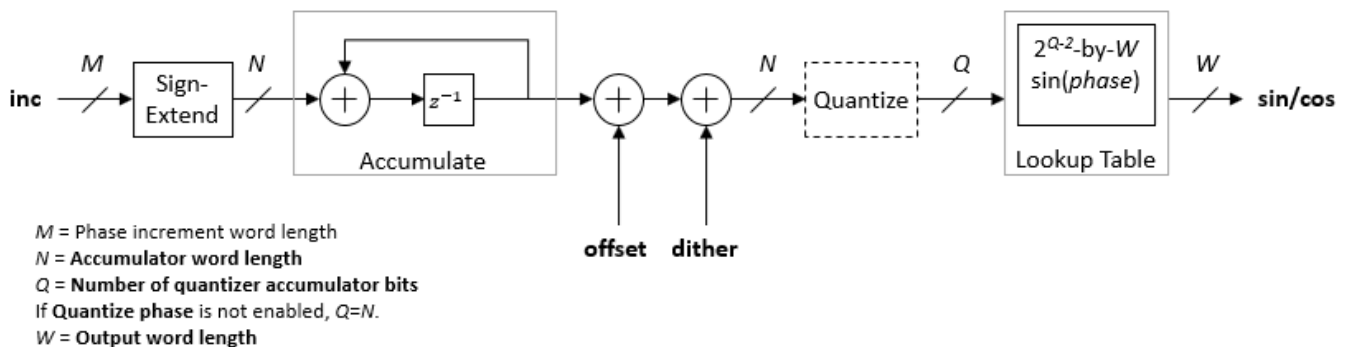 M N N Q 2^{Q-2}-by-W W
inc Sign- z⁻¹ Quantize sin(phase) sin/cos
Extend
Accumulate Lookup Table
offset dither
M = Phase increment word length
N = Accumulator word length
Q = Number of quantizer accumulator bits
If Quantize phase is not enabled, Q=N.
W = Output word length